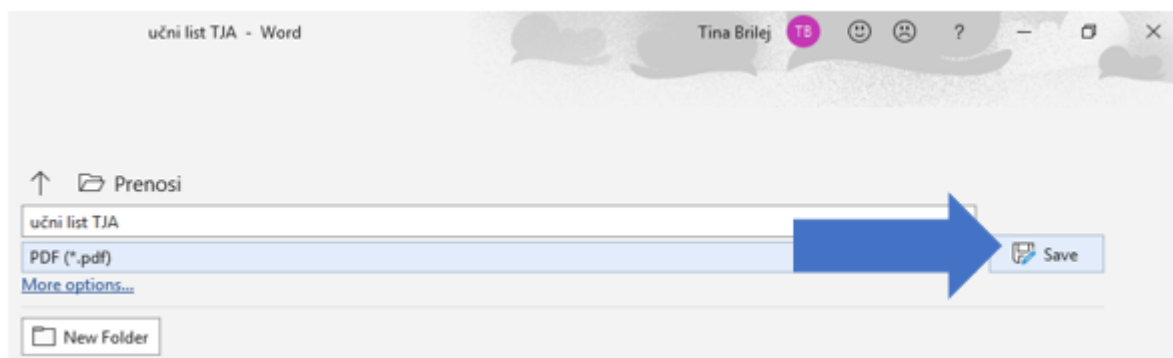 učni list TJA - Word Tina Brilej TB ?
Prenosi
učni list TJA
PDF (*.pdf)
Save
More options...
New Folder